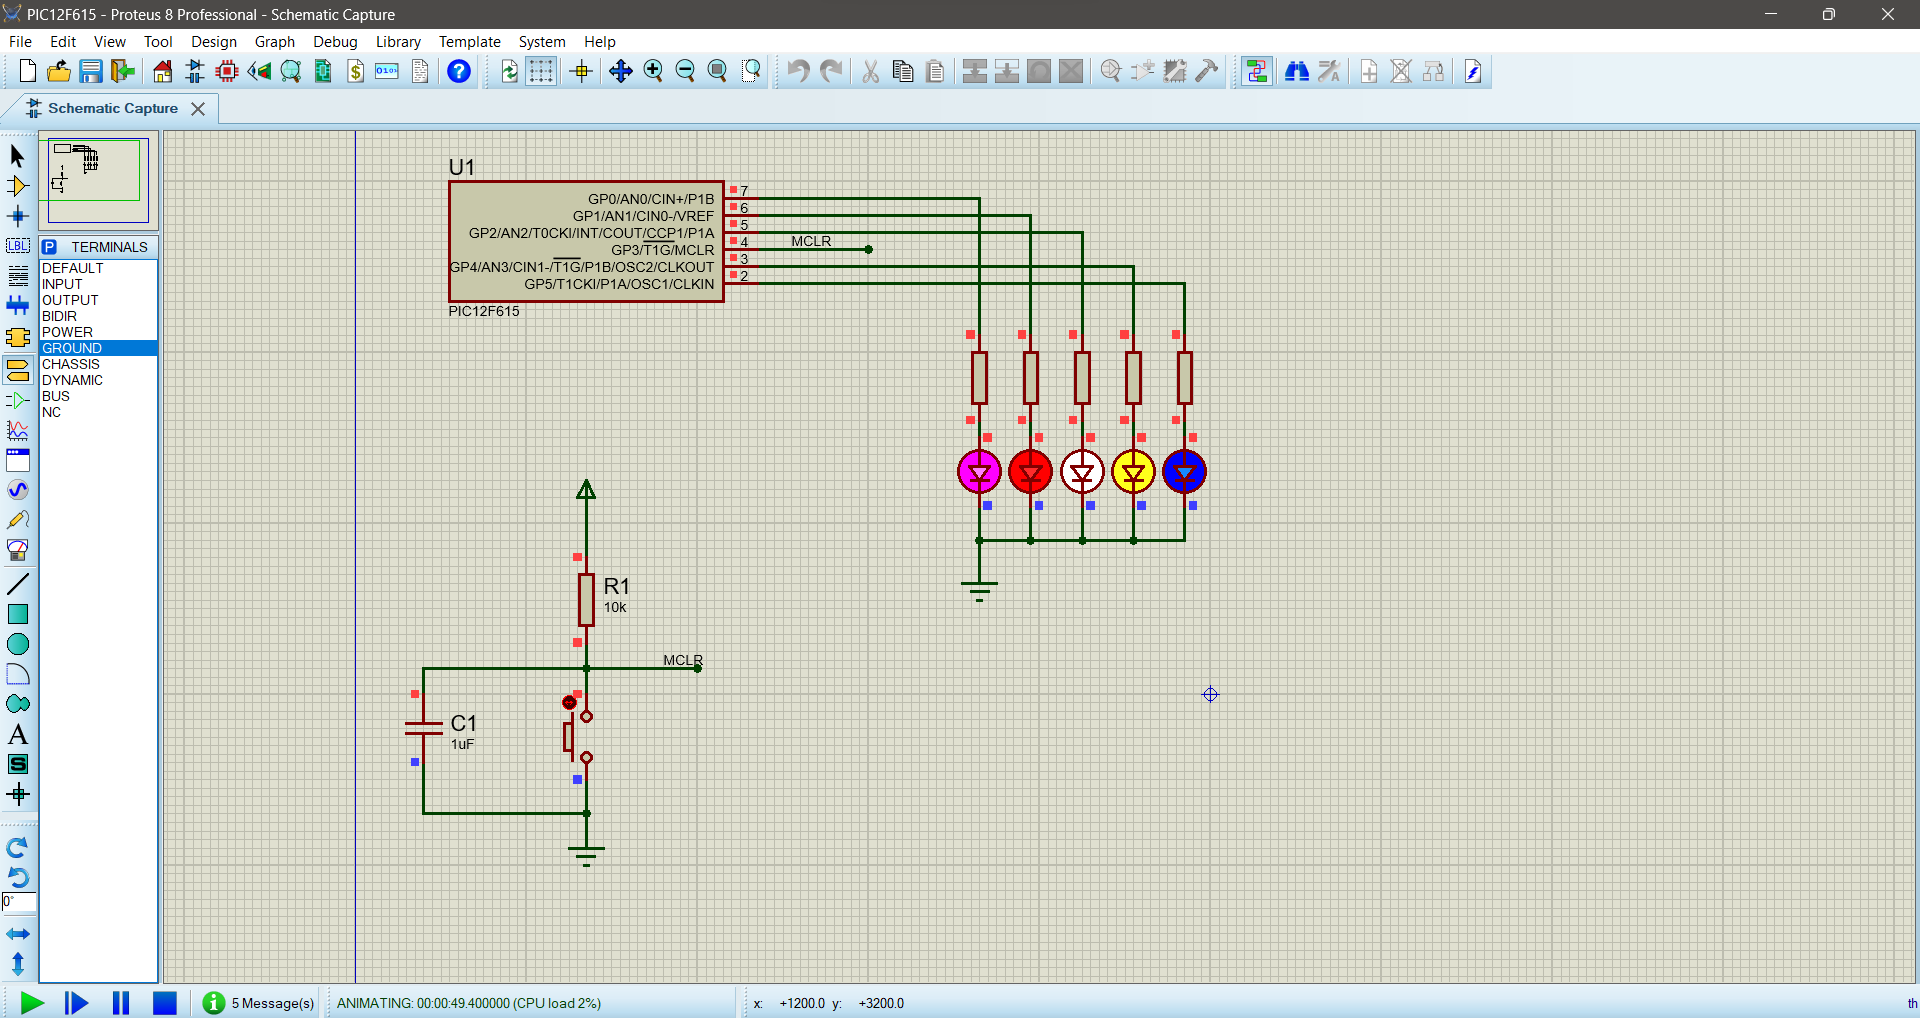 PIC12F615 - Proteus 8 Professional - Schematic Capture
File Edit View Tool Design Graph Debug Library Template System Help
Schematic Capture
LBL
P TERMINALS
DEFAULT
INPUT
OUTPUT
BIDIR
POWER
GROUND
CHASSIS
DYNAMIC
BUS
NC
A
S
0°
U1
GP0/AN0/CIN+/P1B 7
GP1/AN1/CIN0-/VREF 6
GP2/AN2/T0CKI/INT/COUT/CCP1/P1A 5
GP3/T1G/MCLR 4 MCLR
GP4/AN3/CIN1-/T1G/P1B/OSC2/CLKOUT 3
GP5/T1CKI/P1A/OSC1/CLKIN 2
PIC12F615
R1
10k
MCLR
C1
1uF
5 Message(s) ANIMATING: 00:00:49.400000 (CPU load 2%) x: +1200.0 y: +3200.0 th